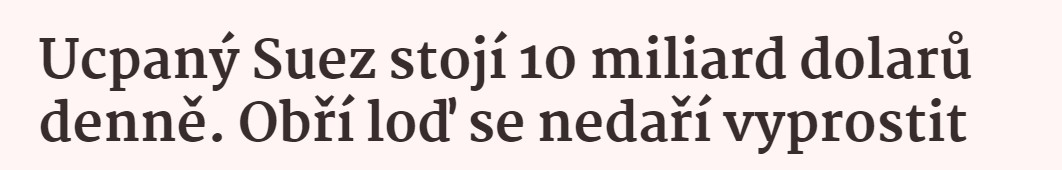 Ucpaný Suez stojí 10 miliard dolarů
denně. Obří loď se nedaří vyprostit